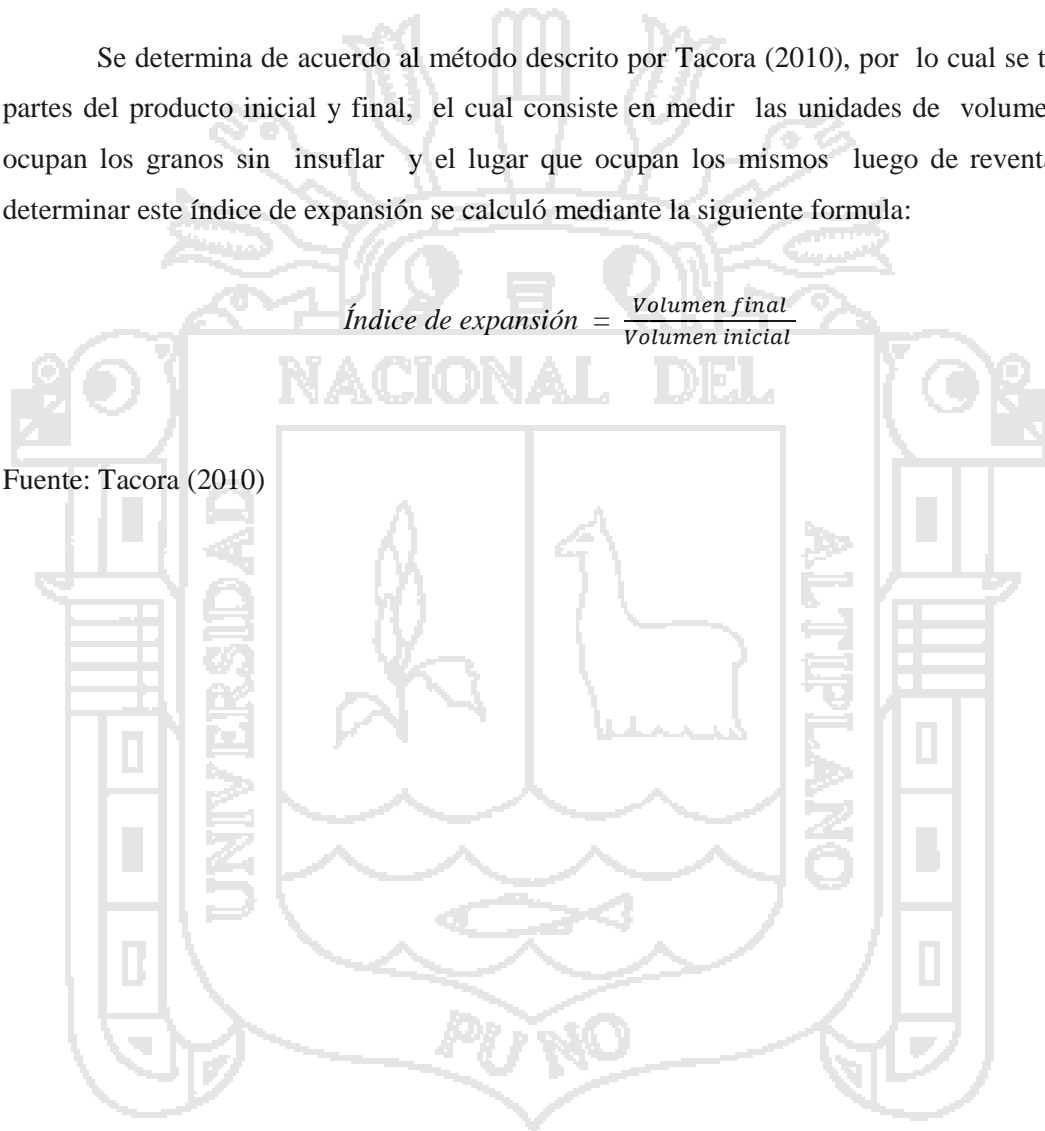 Se determina de acuerdo al método descrito por Tacora (2010), por lo cual se
partes del producto inicial y final, el cual consiste en medir las unidades de
ocupan los granos sin insuflar y el lugar que ocupan los mismos luego de
determinar este índice de expansión se calculó mediante la siguiente formula:
Índice de expansión = Volumen final / Volumen inicial
NACIONAL DEL
Fuente: Tacora (2010)
UNIVERSIDAD
ALTIPLANO
PUNO